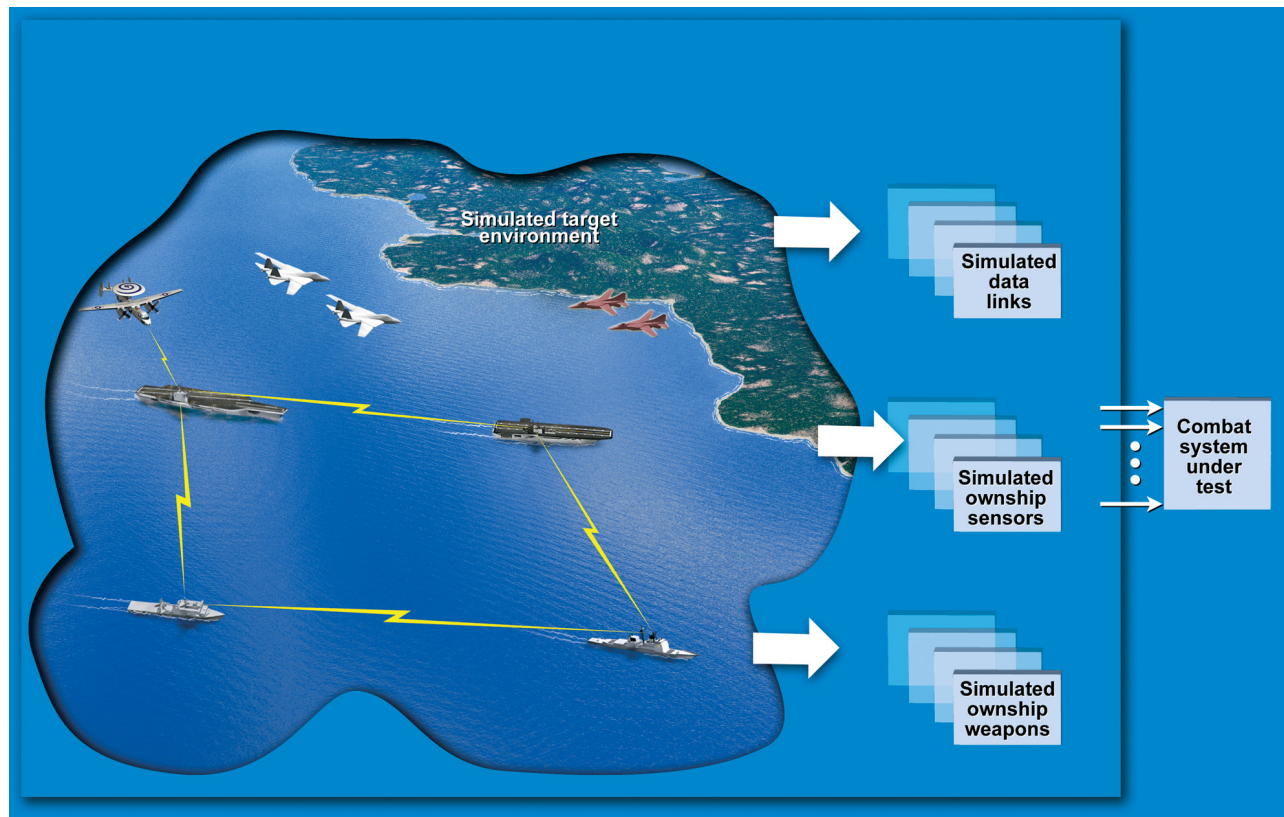 Simulated target
environment
Simulated
data
links
Simulated
ownship
sensors
Simulated
ownship
weapons
Combat
system
under
test